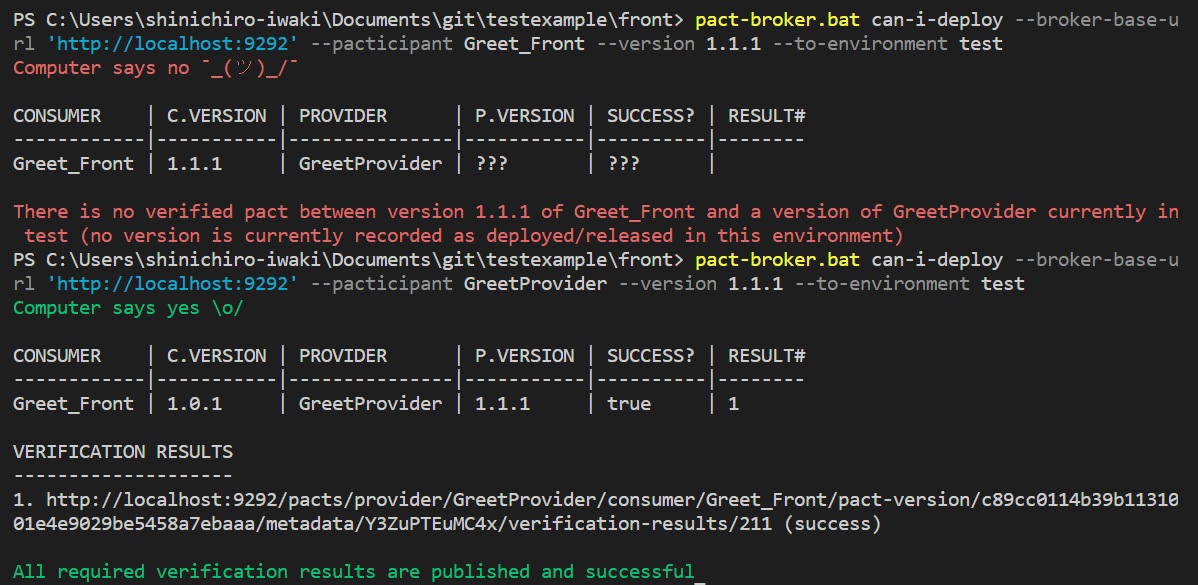 PS C:\Users\shinichiro-iwaki\Documents\git\testexample\front> pact-broker.bat can-i-deploy --broker-base-u
rl 'http://localhost:9292' --pacticipant Greet_Front --version 1.1.1 --to-environment test
Computer says no ¯_(ツ)_/¯
CONSUMER    | C.VERSION | PROVIDER      | P.VERSION | SUCCESS? | RESULT#
------------|-----------|---------------|-----------|----------|--------
Greet_Front | 1.1.1     | GreetProvider | ???       | ???      |
There is no verified pact between version 1.1.1 of Greet_Front and a version of GreetProvider currently in
 test (no version is currently recorded as deployed/released in this environment)
PS C:\Users\shinichiro-iwaki\Documents\git\testexample\front> pact-broker.bat can-i-deploy --broker-base-u
rl 'http://localhost:9292' --pacticipant GreetProvider --version 1.1.1 --to-environment test
Computer says yes \o/
CONSUMER    | C.VERSION | PROVIDER      | P.VERSION | SUCCESS? | RESULT#
------------|-----------|---------------|-----------|----------|--------
Greet_Front | 1.0.1     | GreetProvider | 1.1.1     | true     | 1
VERIFICATION RESULTS
--------------------
1. http://localhost:9292/pacts/provider/GreetProvider/consumer/Greet_Front/pact-version/c89cc0114b39b11310
01e4e9029be5458a7ebaaa/metadata/Y3ZuPTEuMC4x/verification-results/211 (success)
All required verification results are published and successful_